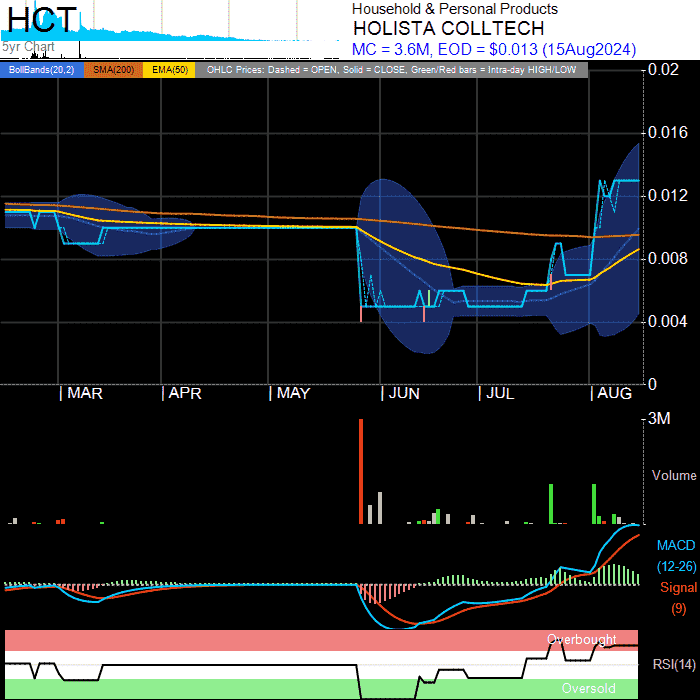 HCT
5yr Chart
Household & Personal Products
HOLISTA COLLTECH
MC = 3.6M, EOD = $0.013 (15Aug2024)
BollBands(20,2) SMA(200) EMA(50) OHLC Prices: Dashed = OPEN, Solid = CLOSE, Green/Red bars = Intra-day HIGH/LOW
0.02
0.016
0.012
0.008
0.004
0
MAR APR MAY JUN JUL AUG
3M
Volume
MACD
(12-26)
Signal
(9)
Overbought
RSI(14)
Oversold